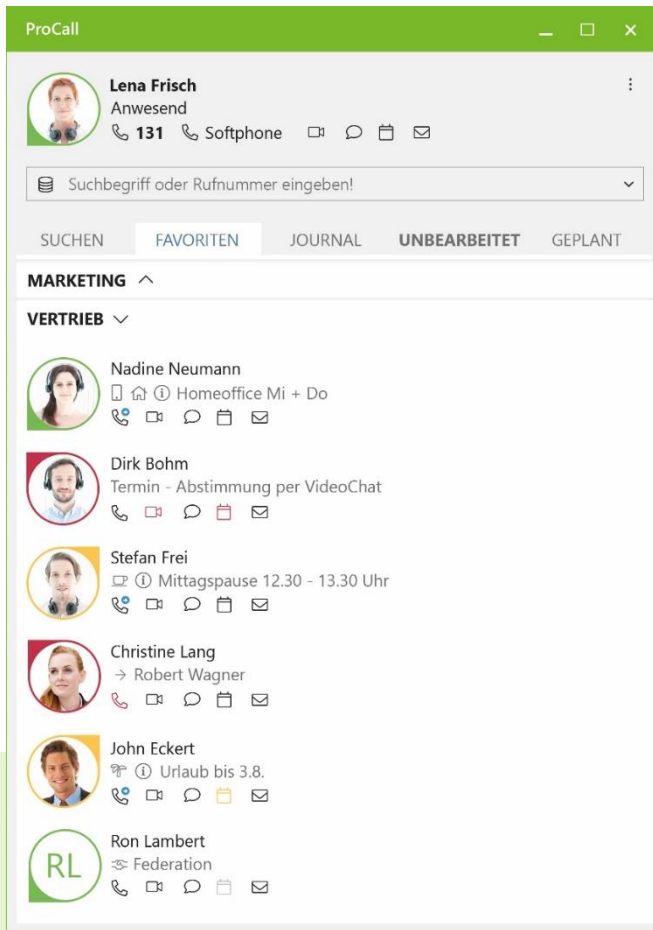 ProCall
Lena Frisch
Anwesend
131 Softphone
Suchbegriff oder Rufnummer eingeben!
SUCHEN FAVORITEN JOURNAL UNBEARBEITET GEPLANT
MARKETING
VERTRIEB
Nadine Neumann
Homeoffice Mi + Do
Dirk Bohm
Termin - Abstimmung per VideoChat
Stefan Frei
Mittagspause 12.30 - 13.30 Uhr
Christine Lang
→ Robert Wagner
John Eckert
Urlaub bis 3.8.
Ron Lambert
RL
Federation